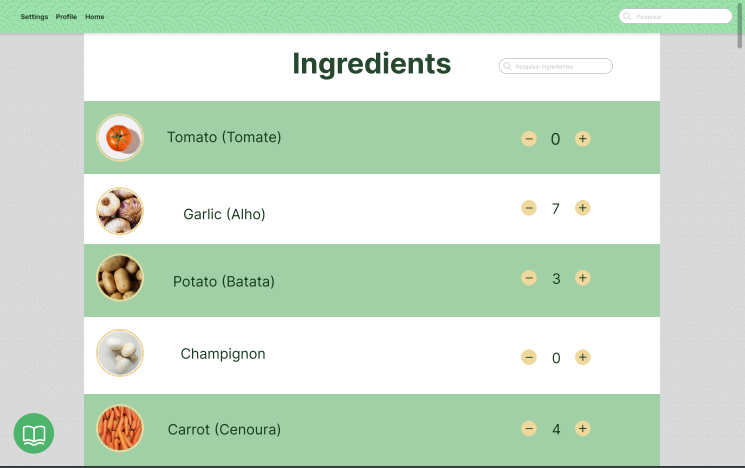 Settings Profile Home
Pesquisar
Ingredients
Pesquisar ingredientes
Tomato (Tomate)
0
Garlic (Alho)
7
Potato (Batata)
3
Champignon
0
Carrot (Cenoura)
4